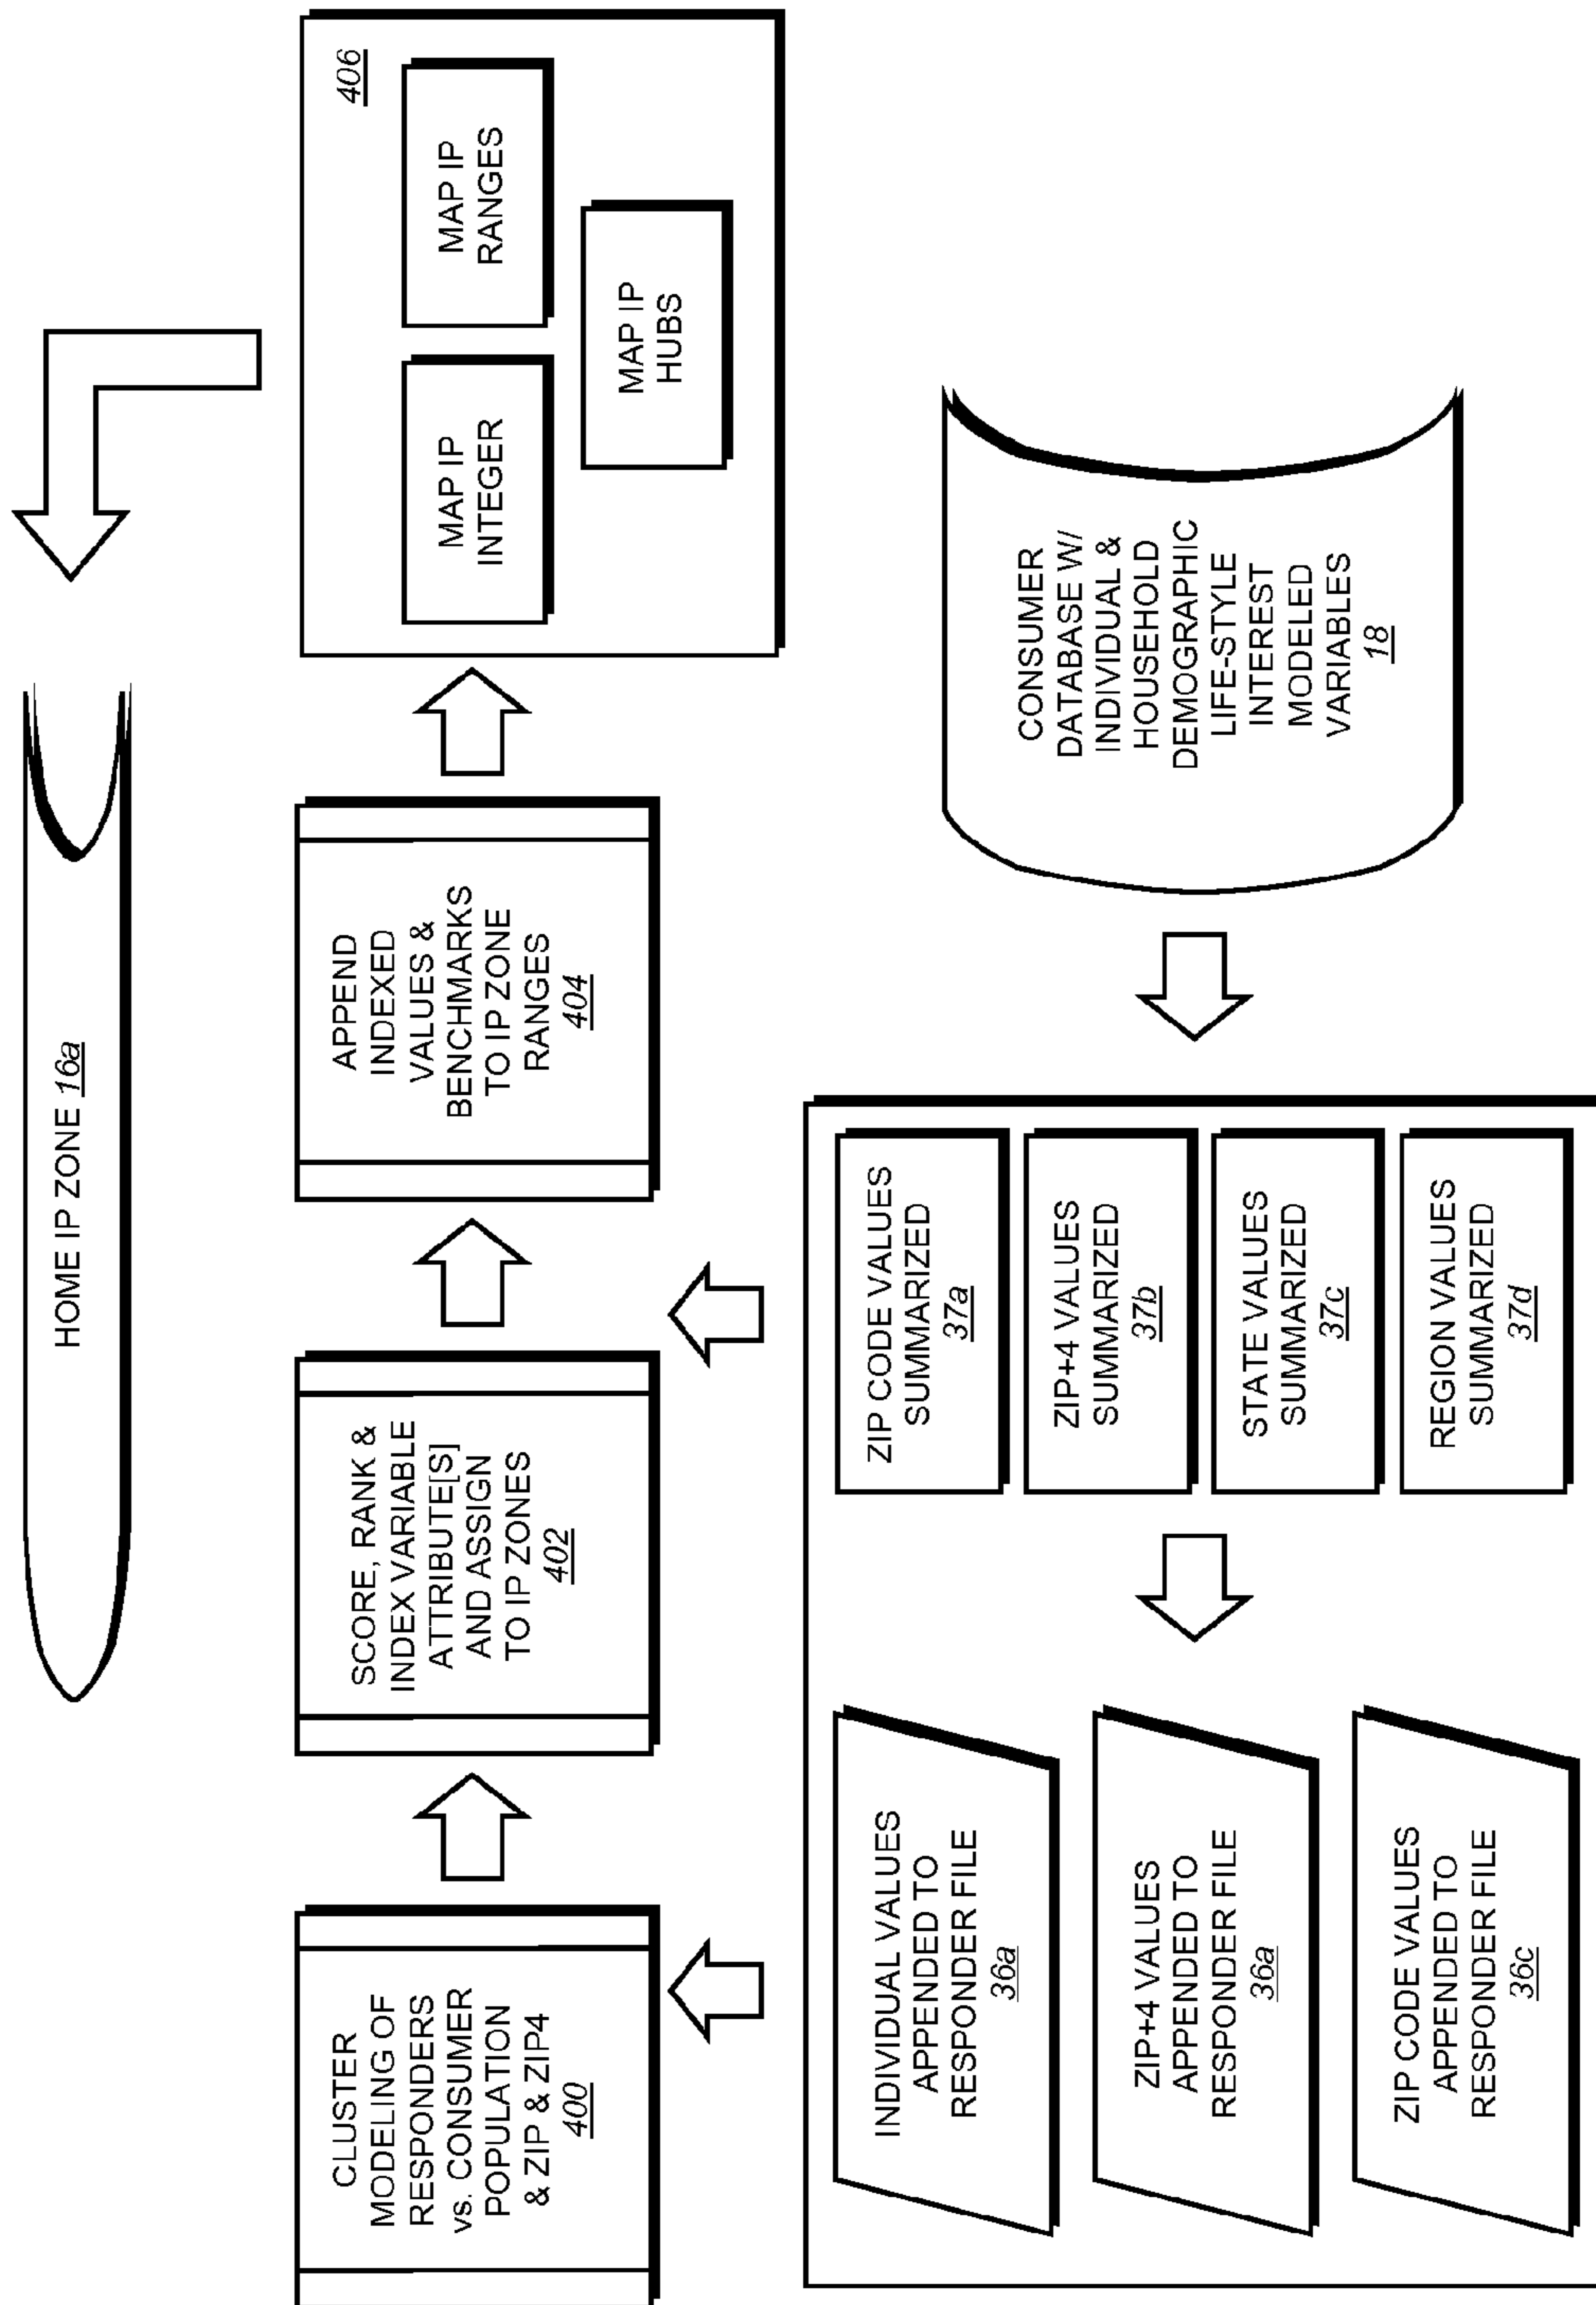 HOME IP ZONE 16a
CLUSTER
MODELING OF
RESPONDERS
vs. CONSUMER
POPULATION
& ZIP & ZIP4
400
SCORE, RANK &
INDEX VARIABLE
ATTRIBUTE[S]
AND ASSIGN
TO IP ZONES
402
APPEND
INDEXED
VALUES &
BENCHMARKS
TO IP ZONE
RANGES
404
406
MAP IP
INTEGER
MAP IP
RANGES
MAP IP
HUBS
INDIVIDUAL VALUES
APPENDED TO
RESPONDER FILE
36a
ZIP+4 VALUES
APPENDED TO
RESPONDER FILE
36a
ZIP CODE VALUES
APPENDED TO
RESPONDER FILE
36c
ZIP CODE VALUES
SUMMARIZED
37a
ZIP+4 VALUES
SUMMARIZED
37b
STATE VALUES
SUMMARIZED
37c
REGION VALUES
SUMMARIZED
37d
CONSUMER
DATABASE W/
INDIVIDUAL &
HOUSEHOLD
DEMOGRAPHIC
LIFE-STYLE
INTEREST
MODELED
VARIABLES
18